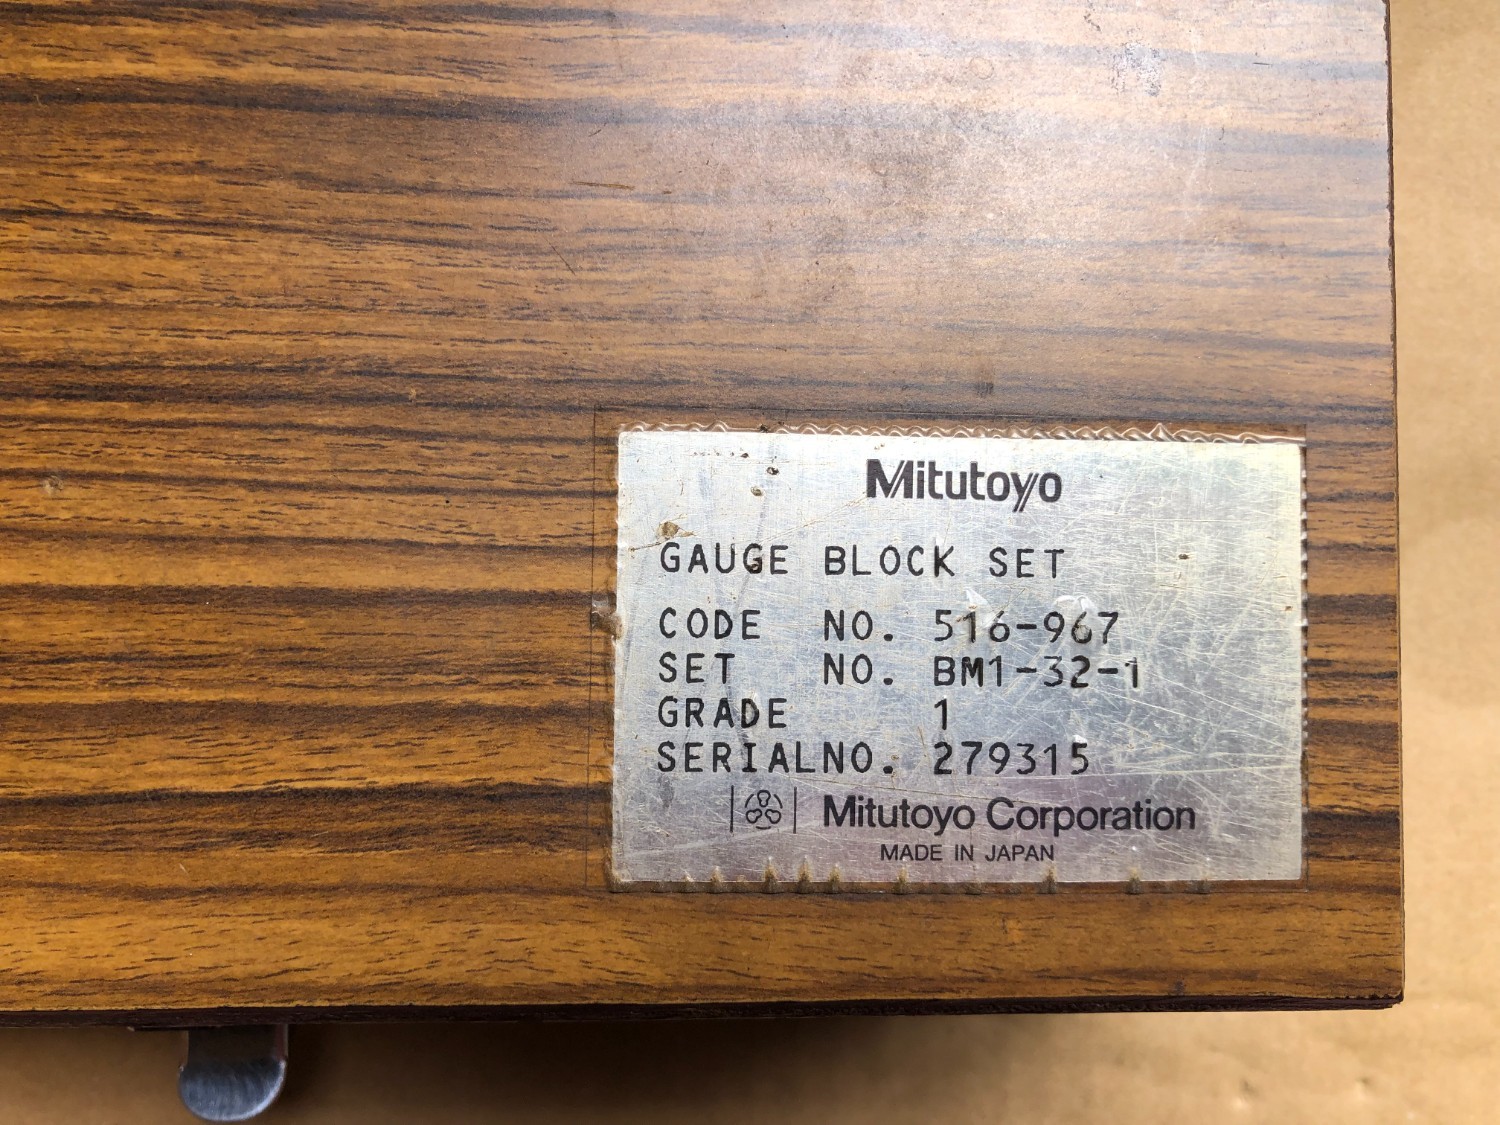 Mitutoyo
GAUGE BLOCK SET
CODE NO. 516-967
SET NO. BM1-32-1
GRADE 1
SERIALNO. 279315
Mitutoyo Corporation
MADE IN JAPAN